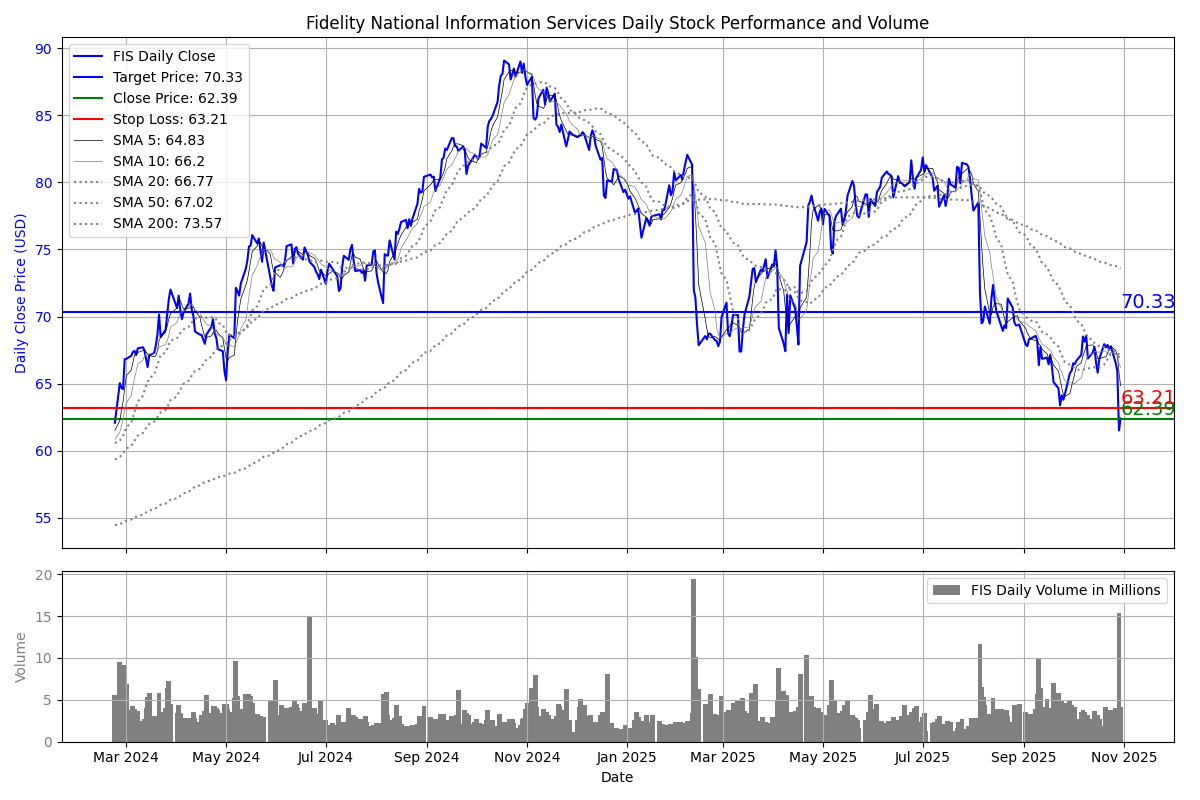 Fidelity National Information Services Daily Stock Performance and Volume
FIS Daily Close
Target Price: 70.33
Close Price: 62.39
Stop Loss: 63.21
SMA 5: 64.83
SMA 10: 66.2
SMA 20: 66.77
SMA 50: 67.02
SMA 200: 73.57
Daily Close Price (USD)
90
85
80
75
70
65
60
55
70.33
63.21
62.39
FIS Daily Volume in Millions
Volume
20
15
10
5
0
Mar 2024 May 2024 Jul 2024 Sep 2024 Nov 2024 Jan 2025 Mar 2025 May 2025 Jul 2025 Sep 2025 Nov 2025
Date